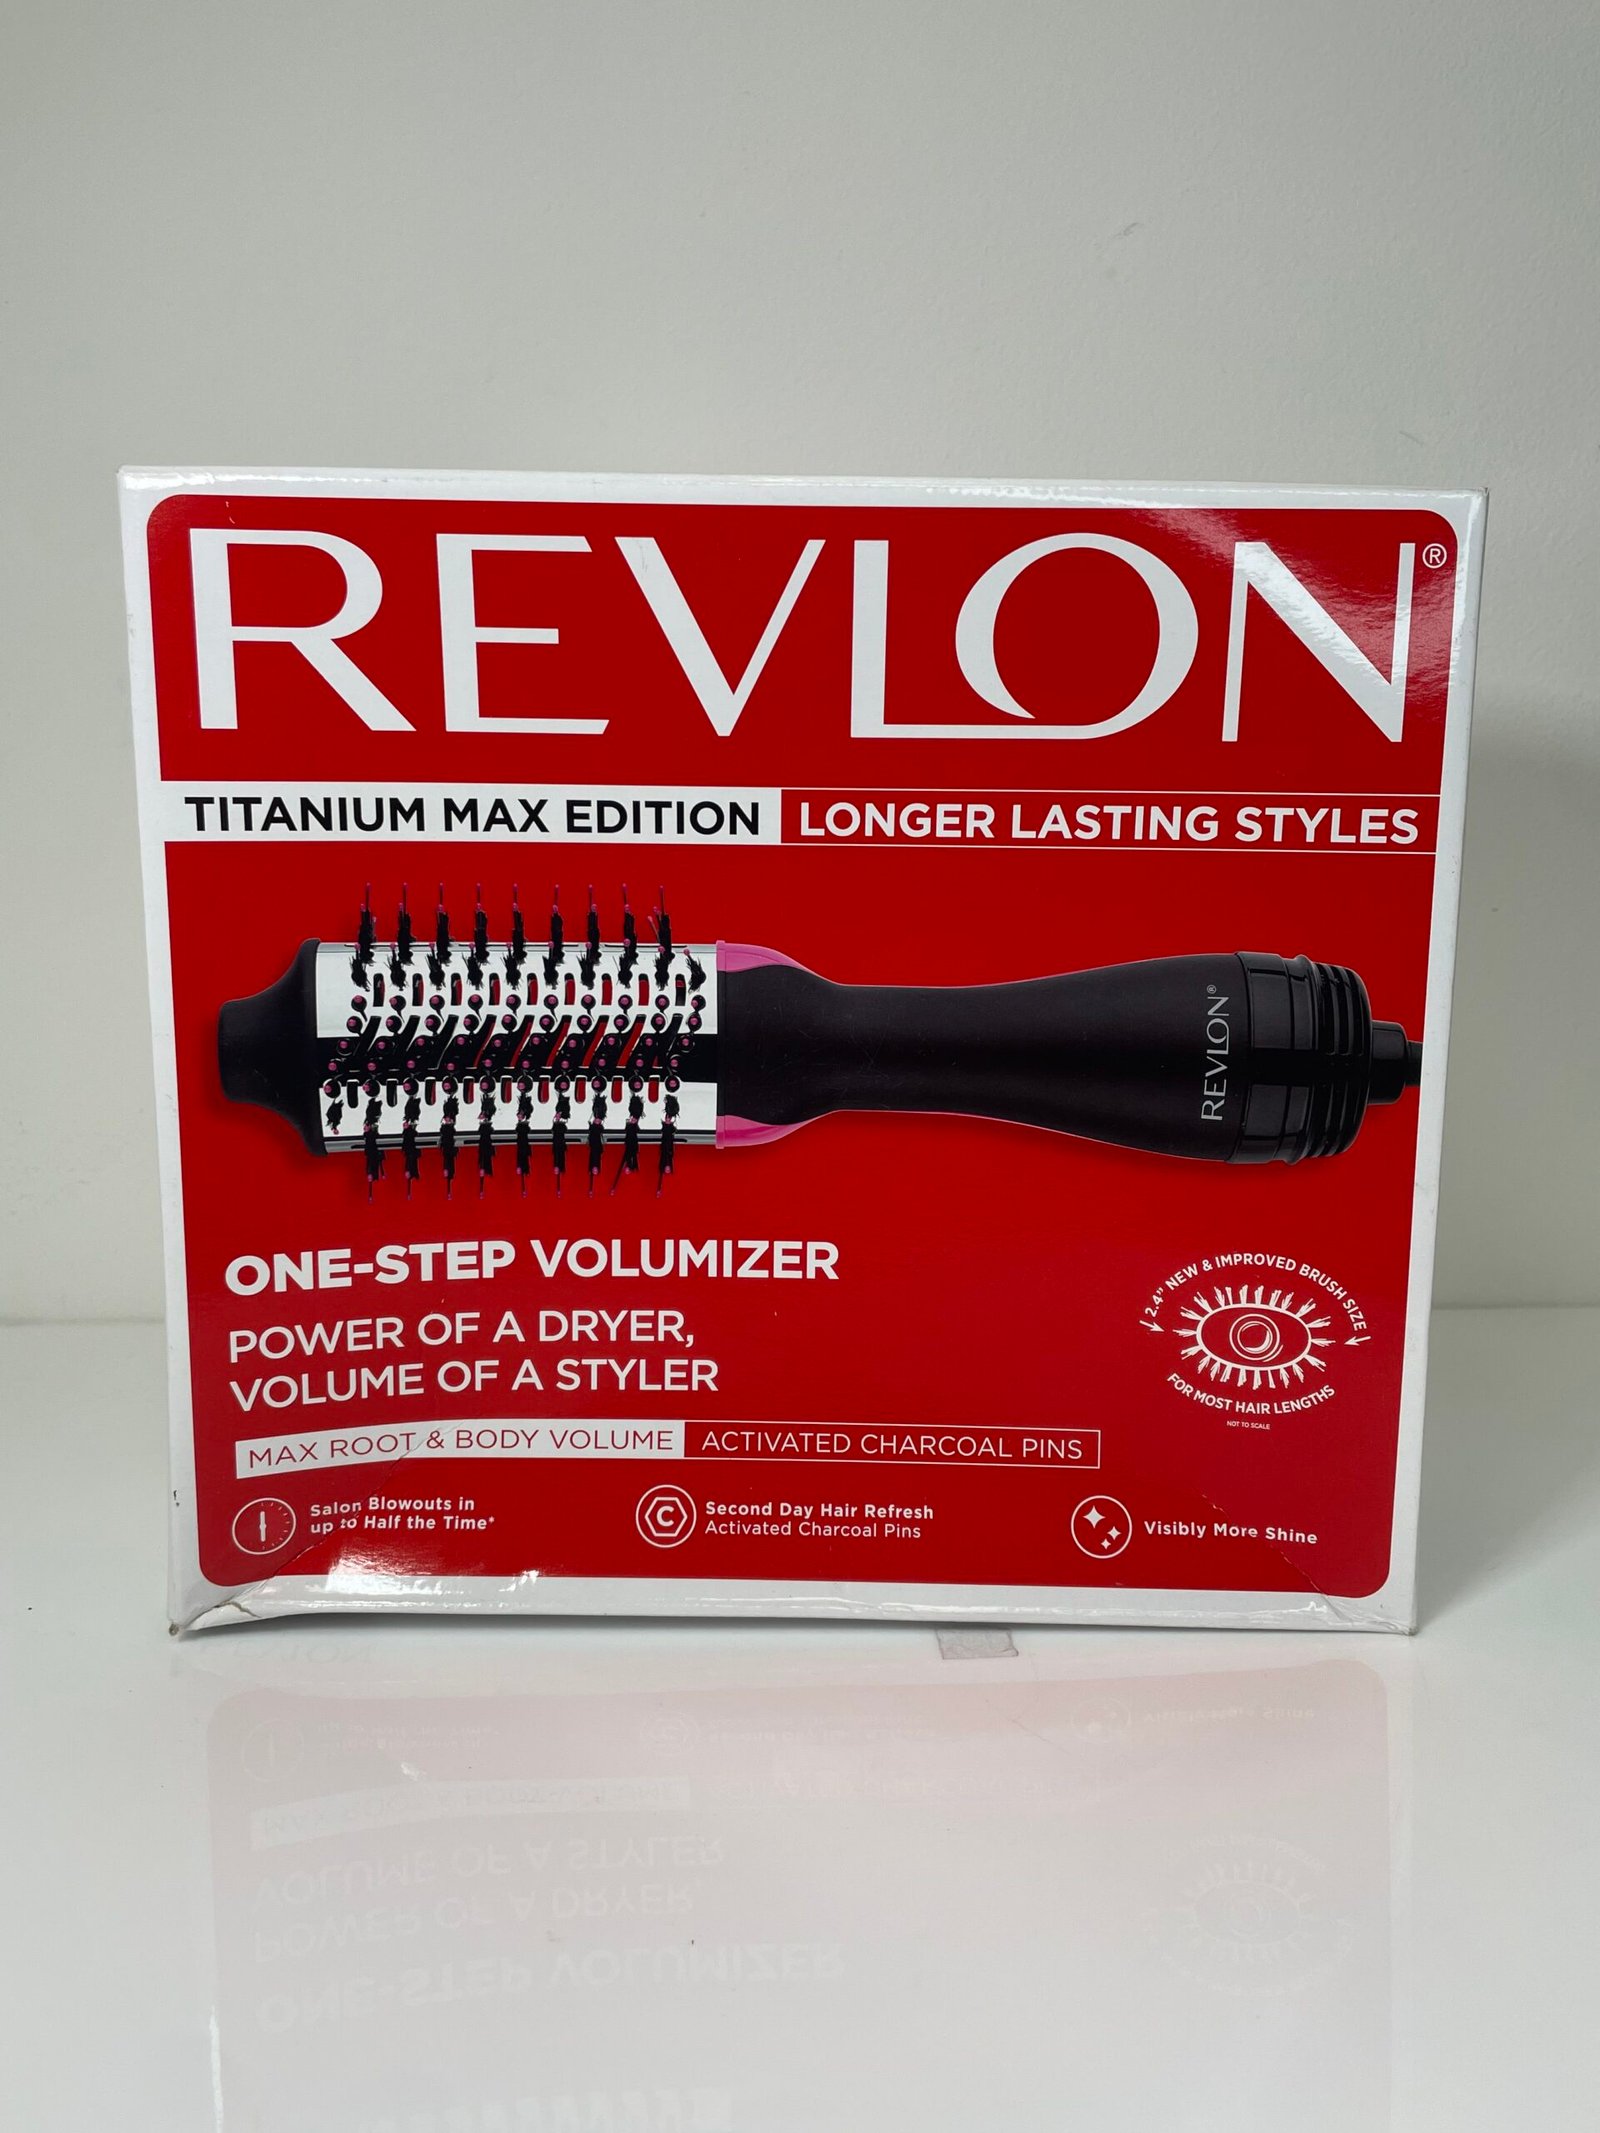 REVLON®
TITANIUM MAX EDITION LONGER LASTING STYLES
REVLON®
ONE-STEP VOLUMIZER
POWER OF A DRYER,
VOLUME OF A STYLER
2.4" NEW & IMPROVED BRUSH SIZE
FOR MOST HAIR LENGTHS
NOT TO SCALE
MAX ROOT & BODY VOLUME ACTIVATED CHARCOAL PINS
Salon Blowouts in
up to Half the Time*
C
Second Day Hair Refresh
Activated Charcoal Pins
Visibly More Shine